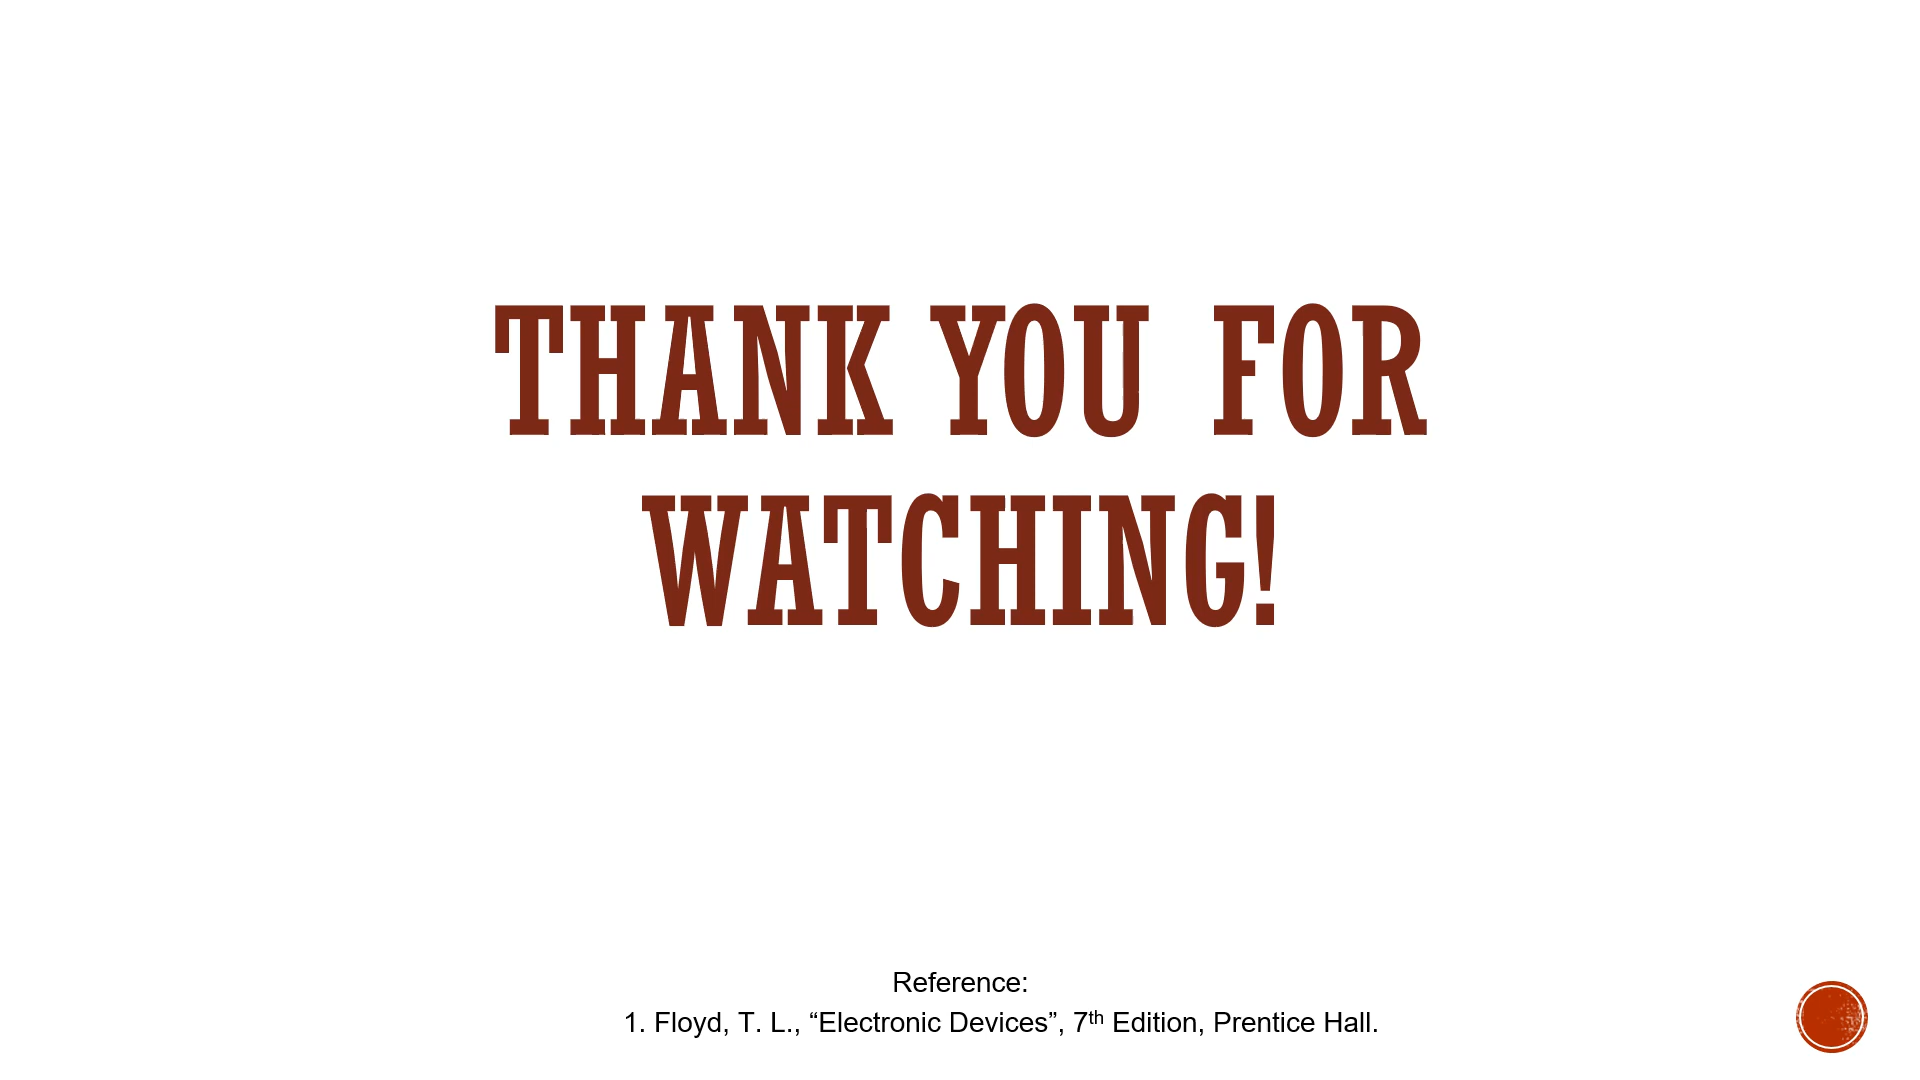 THANK YOU FOR
WATCHING!
Reference:
1. Floyd, T. L., “Electronic Devices”, 7th Edition, Prentice Hall.